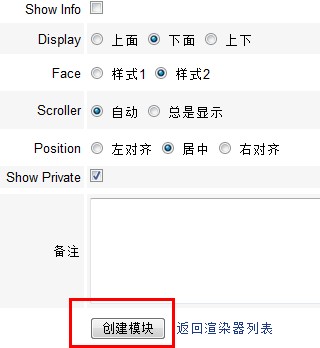 Show Info
Display 上面 下面 上下
Face 样式1 样式2
Scroller 自动 总是显示
Position 左对齐 居中 右对齐
Show Private
备注
创建模块 返回渲染器列表